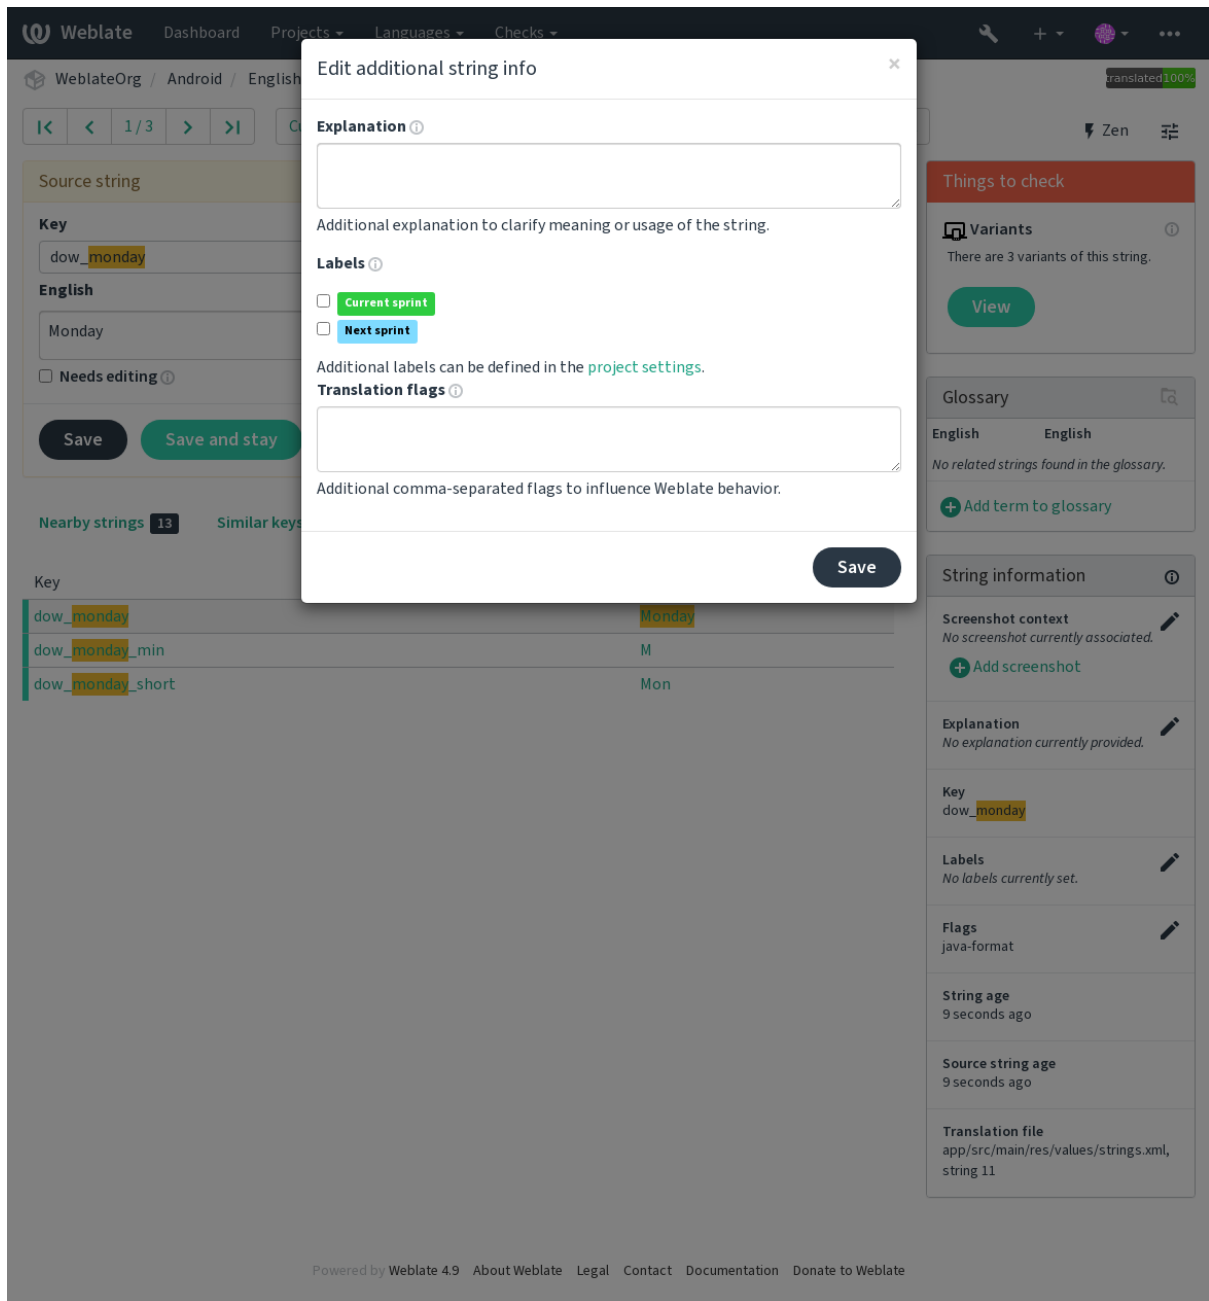 Weblate Dashboard Projects Languages Checks
WeblateOrg / Android / English
translated 100%
1 / 3
Zen
Edit additional string info
×
Explanation
Additional explanation to clarify meaning or usage of the string.
Labels
Current sprint
Next sprint
Additional labels can be defined in the project settings.
Translation flags
Additional comma-separated flags to influence Weblate behavior.
Save
Source string
Key
dow_monday
English
Monday
Needs editing
Save Save and stay
Nearby strings 13 Similar keys
Key
dow_monday Monday
dow_monday_min M
dow_monday_short Mon
Things to check
Variants
There are 3 variants of this string.
View
Glossary
English English
No related strings found in the glossary.
Add term to glossary
String information
Screenshot context
No screenshot currently associated.
Add screenshot
Explanation
No explanation currently provided.
Key
dow_monday
Labels
No labels currently set.
Flags
java-format
String age
9 seconds ago
Source string age
9 seconds ago
Translation file
app/src/main/res/values/strings.xml,
string 11
Powered by Weblate 4.9 About Weblate Legal Contact Documentation Donate to Weblate